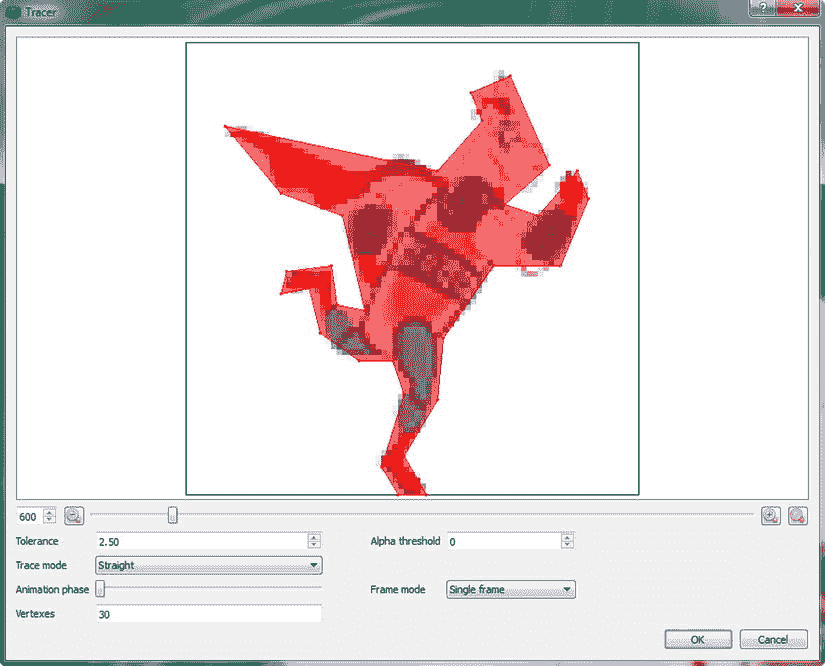 Tracer
600
Tolerance 2.50 Alpha threshold 0
Trace mode Straight
Animation phase Frame mode Single frame
Vertexes 30
OK Cancel